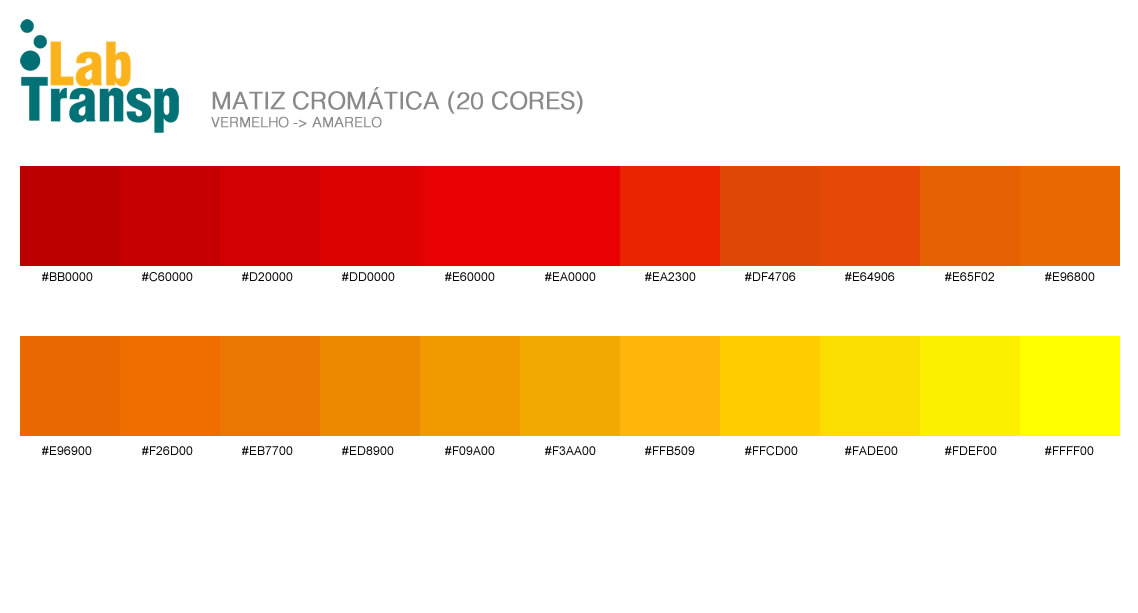 Lab
Transp
MATIZ CROMÁTICA (20 CORES)
VERMELHO -> AMARELO
#BB0000 #C60000 #D20000 #DD0000 #E60000 #EA0000 #EA2300 #DF4706 #E64906 #E65F02 #E96800
#E96900 #F26D00 #EB7700 #ED8900 #F09A00 #F3AA00 #FFB509 #FFCD00 #FADE00 #FDEF00 #FFFF00